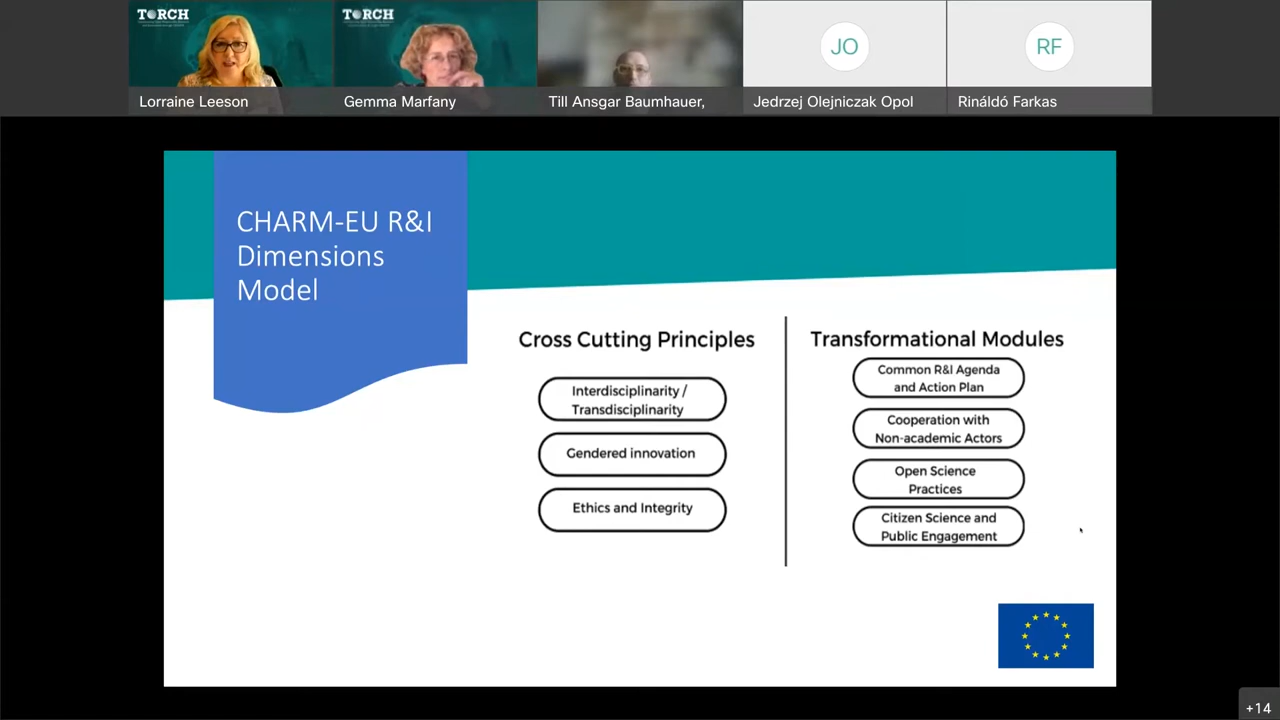 TORCH
TORCH
JO
RF
Lorraine Leeson
Gemma Marfany
Till Ansgar Baumhauer,
Jedrzej Olejniczak Opol
Rináldó Farkas
CHARM-EU R&I
Dimensions
Model
Cross Cutting Principles
Interdisciplinarity /
Transdisciplinarity
Gendered innovation
Ethics and Integrity
Transformational Modules
Common R&I Agenda
and Action Plan
Cooperation with
Non-academic Actors
Open Science
Practices
Citizen Science and
Public Engagement
+14